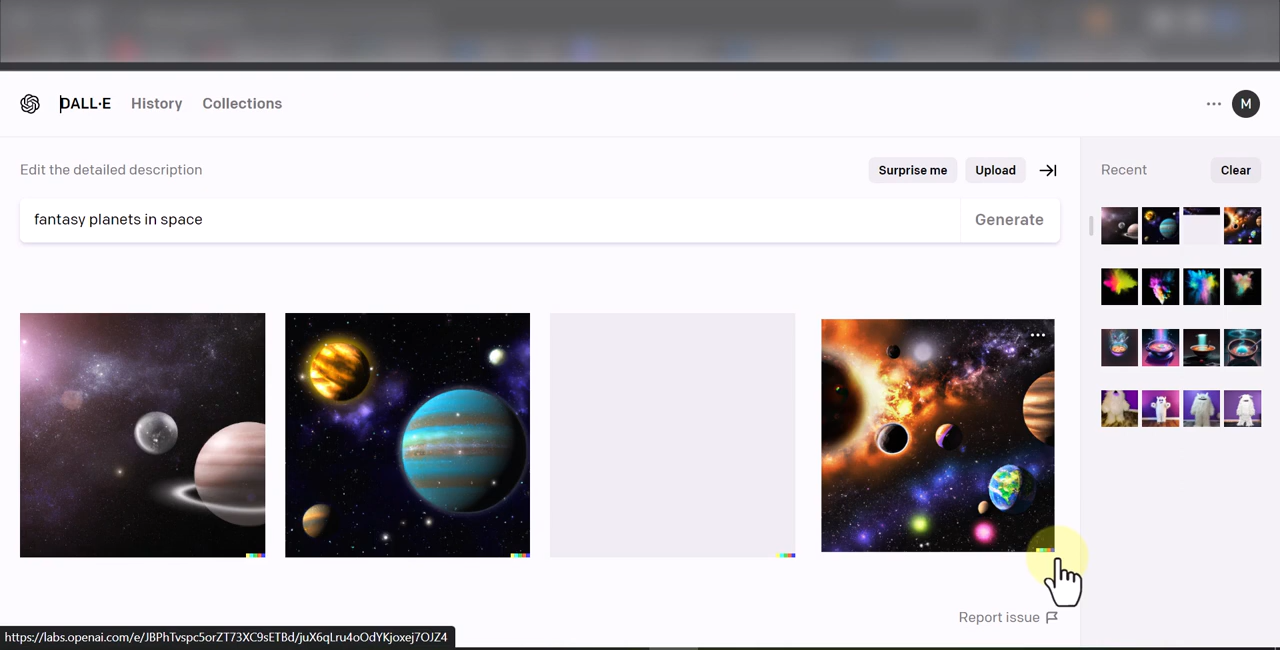 DALL·E History Collections
M
Edit the detailed description
Surprise me
Upload
Recent
Clear
fantasy planets in space
Generate
Report issue
https://labs.openai.com/e/JBPhTvspc5orZT73XC9sETBd/juX6qLru4oOdYKjoxej7OJZ4